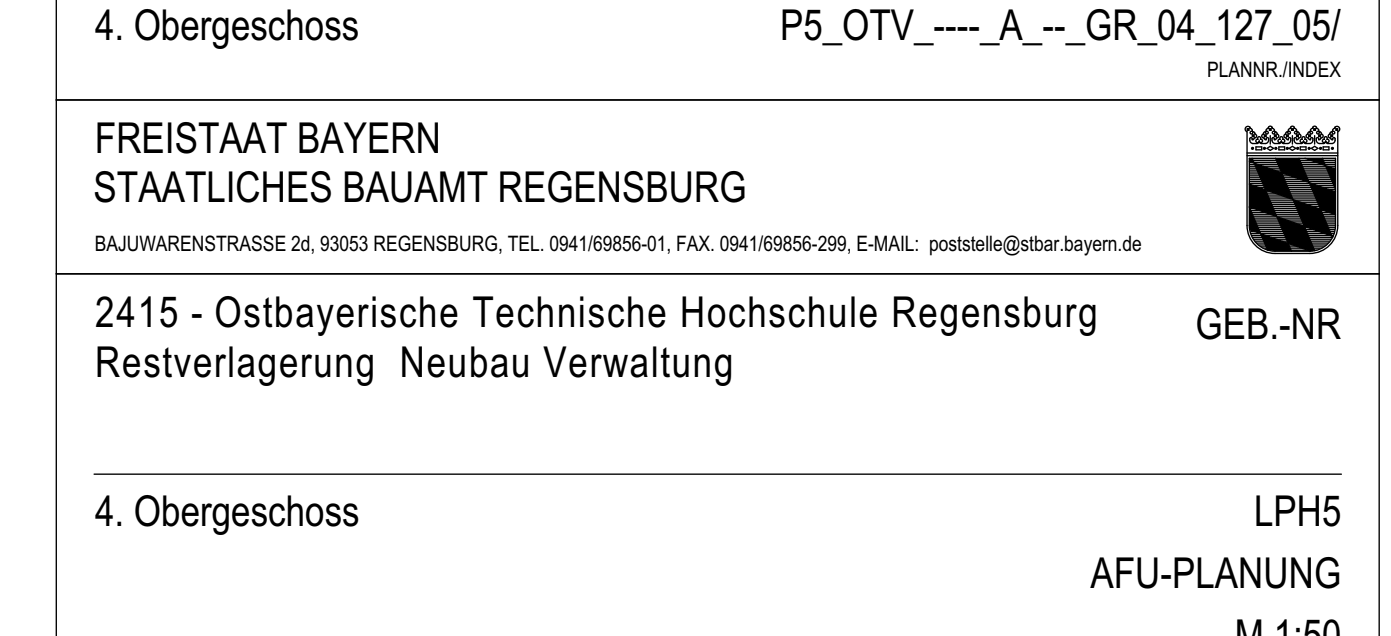 4. Obergeschoss P5_OTV_----_A_--_GR_04_127_05/
PLANNR./INDEX
FREISTAAT BAYERN
STAATLICHES BAUAMT REGENSBURG
BAJUWARENSTRASSE 2d, 93053 REGENSBURG, TEL. 0941/69856-01, FAX. 0941/69856-299, E-MAIL: poststelle@stbar.bayern.de
2415 - Ostbayerische Technische Hochschule Regensburg GEB.-NR
Restverlagerung Neubau Verwaltung
4. Obergeschoss LPH5
AFU-PLANUNG
M 1:50